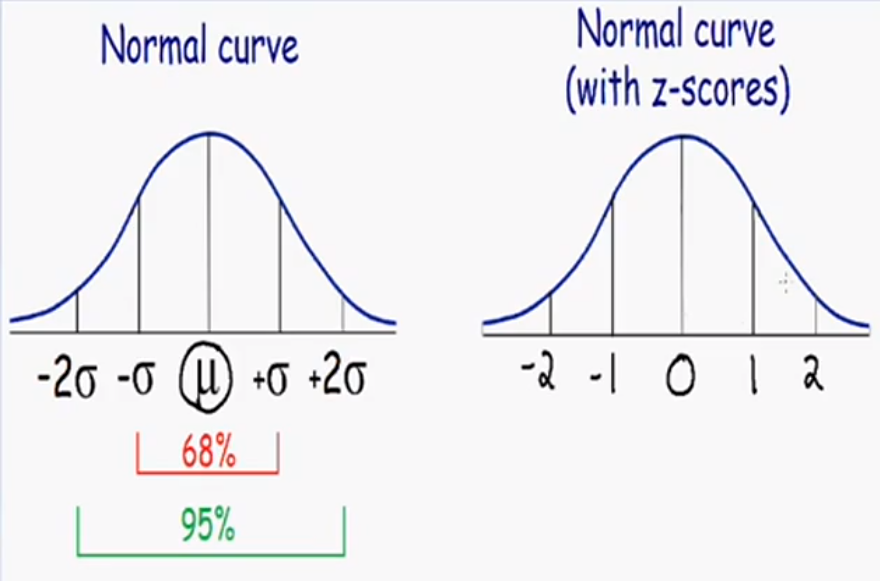 Normal curve
-2σ -σ μ +σ +2σ
68%
95%
Normal curve
(with z-scores)
-2 -1 0 1 2